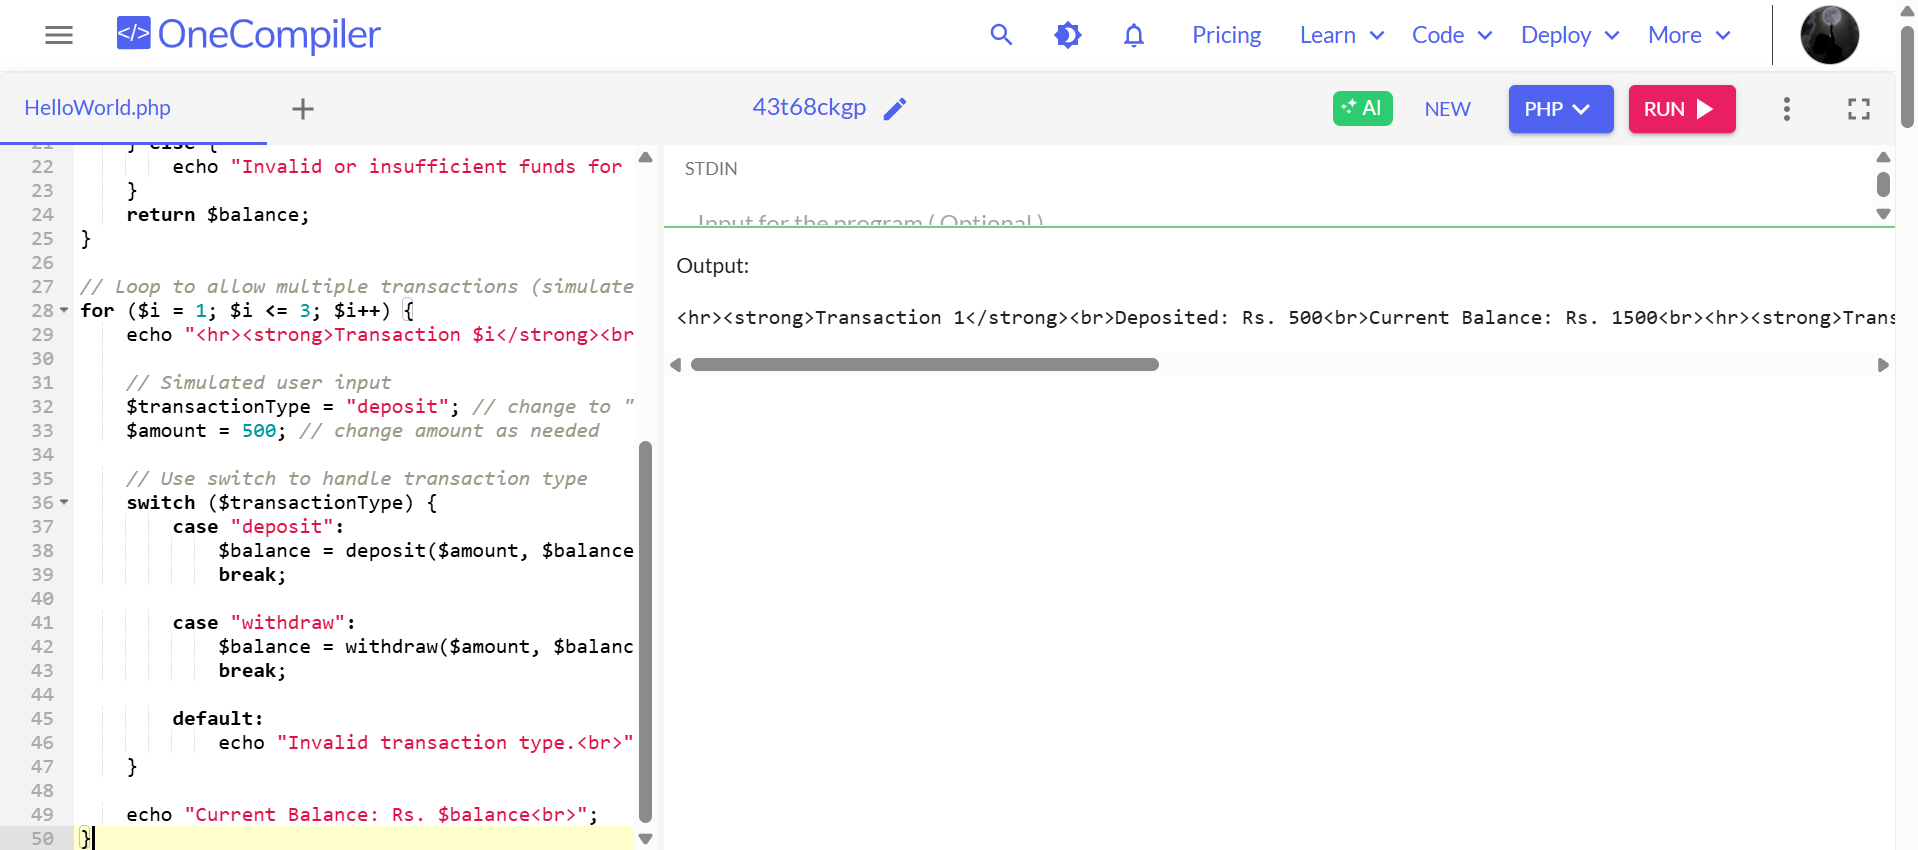 </> OneCompiler
Pricing
Learn
Code
Deploy
More
HelloWorld.php
43t68ckgp
AI
NEW
PHP
RUN
21 } else {
22 echo "Invalid or insufficient funds for
23 }
24 return $balance;
25 }
26
27 // Loop to allow multiple transactions (simulate
28 for ($i = 1; $i <= 3; $i++) {
29 echo "<hr><strong>Transaction $i</strong><br
30
31 // Simulated user input
32 $transactionType = "deposit"; // change to "
33 $amount = 500; // change amount as needed
34
35 // Use switch to handle transaction type
36 switch ($transactionType) {
37 case "deposit":
38 $balance = deposit($amount, $balance
39 break;
40
41 case "withdraw":
42 $balance = withdraw($amount, $balanc
43 break;
44
45 default:
46 echo "Invalid transaction type.<br>"
47 }
48
49 echo "Current Balance: Rs. $balance<br>";
50 }
STDIN
Input for the program ( Optional )
Output:
<hr><strong>Transaction 1</strong><br>Deposited: Rs. 500<br>Current Balance: Rs. 1500<br><hr><strong>Trans